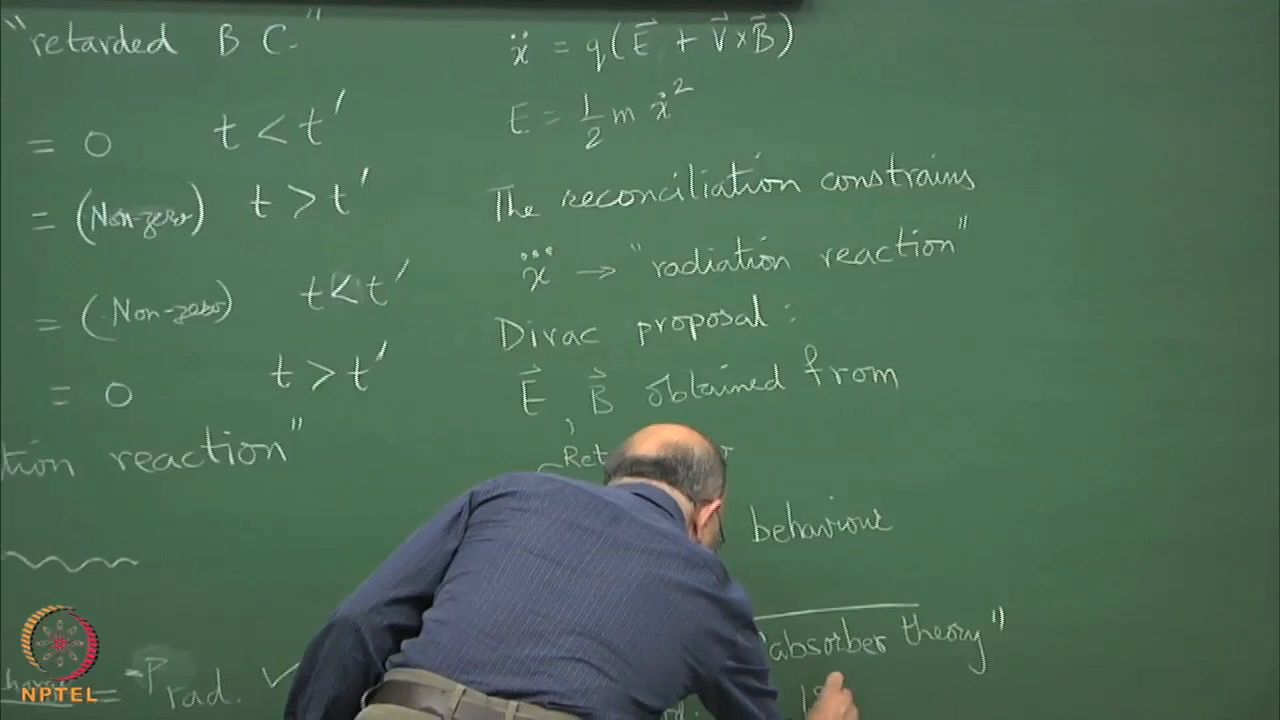 "retarded B C."
= 0 t < t'
= (Non-zero) t > t'
= (Non-zero) t < t'
= 0 t > t'
tion reaction"
= -P rad. ✓
ẍ = q(E⃗ + V⃗ × B⃗)
E = 1/2 m ẋ²
The reconciliation constrains
x⃛ → "radiation reaction"
Dirac proposal:
E⃗, B⃗ obtained from
Ret
behaviour
absorber theory"
NPTEL